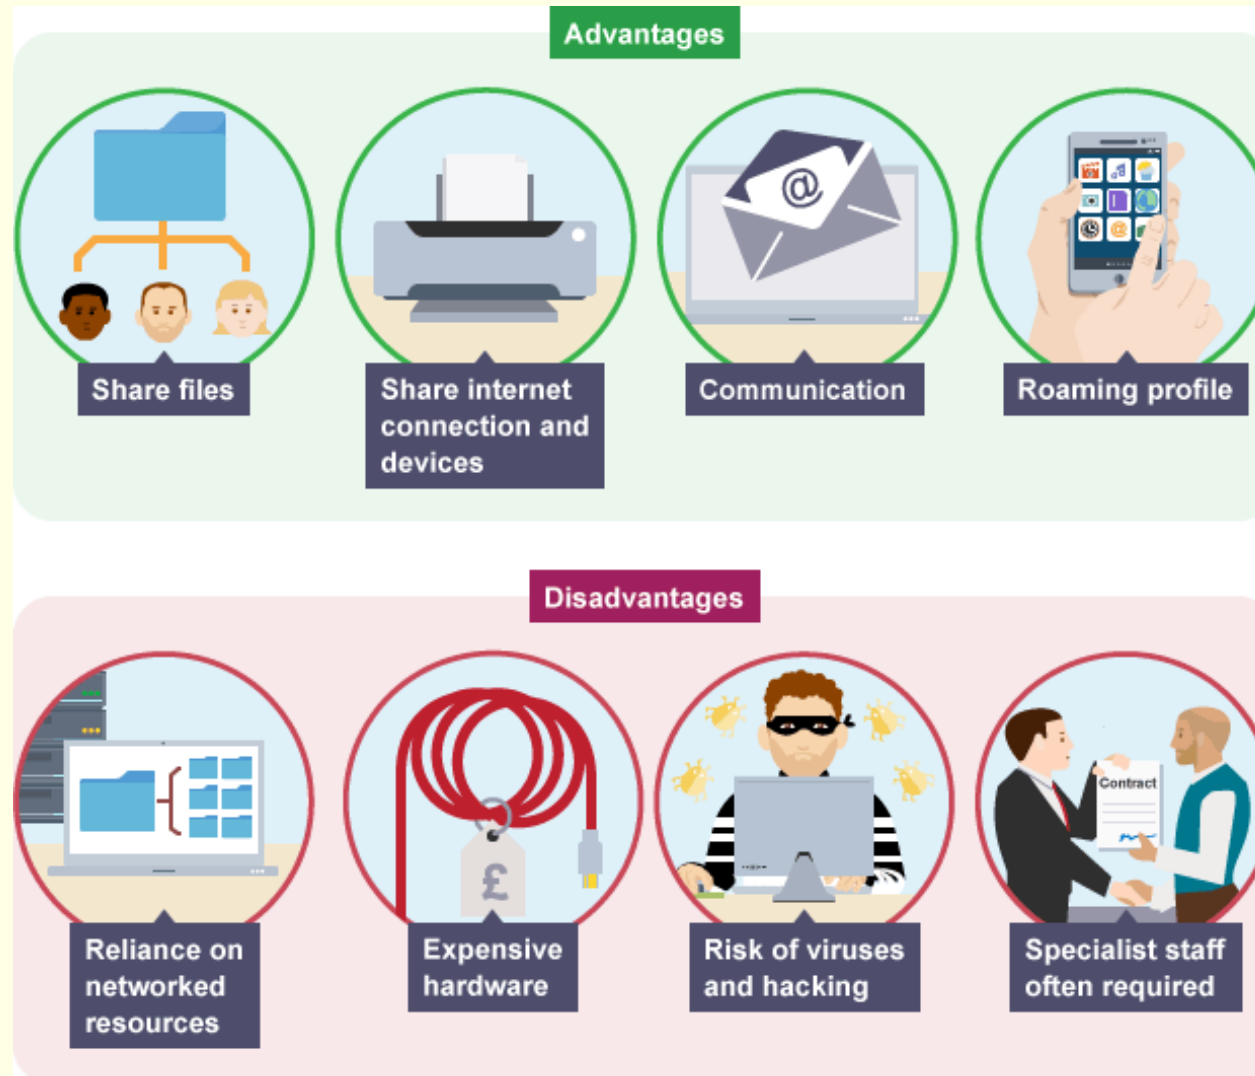 Advantages
@
Share files
Share internet
connection and
devices
Communication
Roaming profile
Disadvantages
£
Contract
Reliance on
networked
resources
Expensive
hardware
Risk of viruses
and hacking
Specialist staff
often required